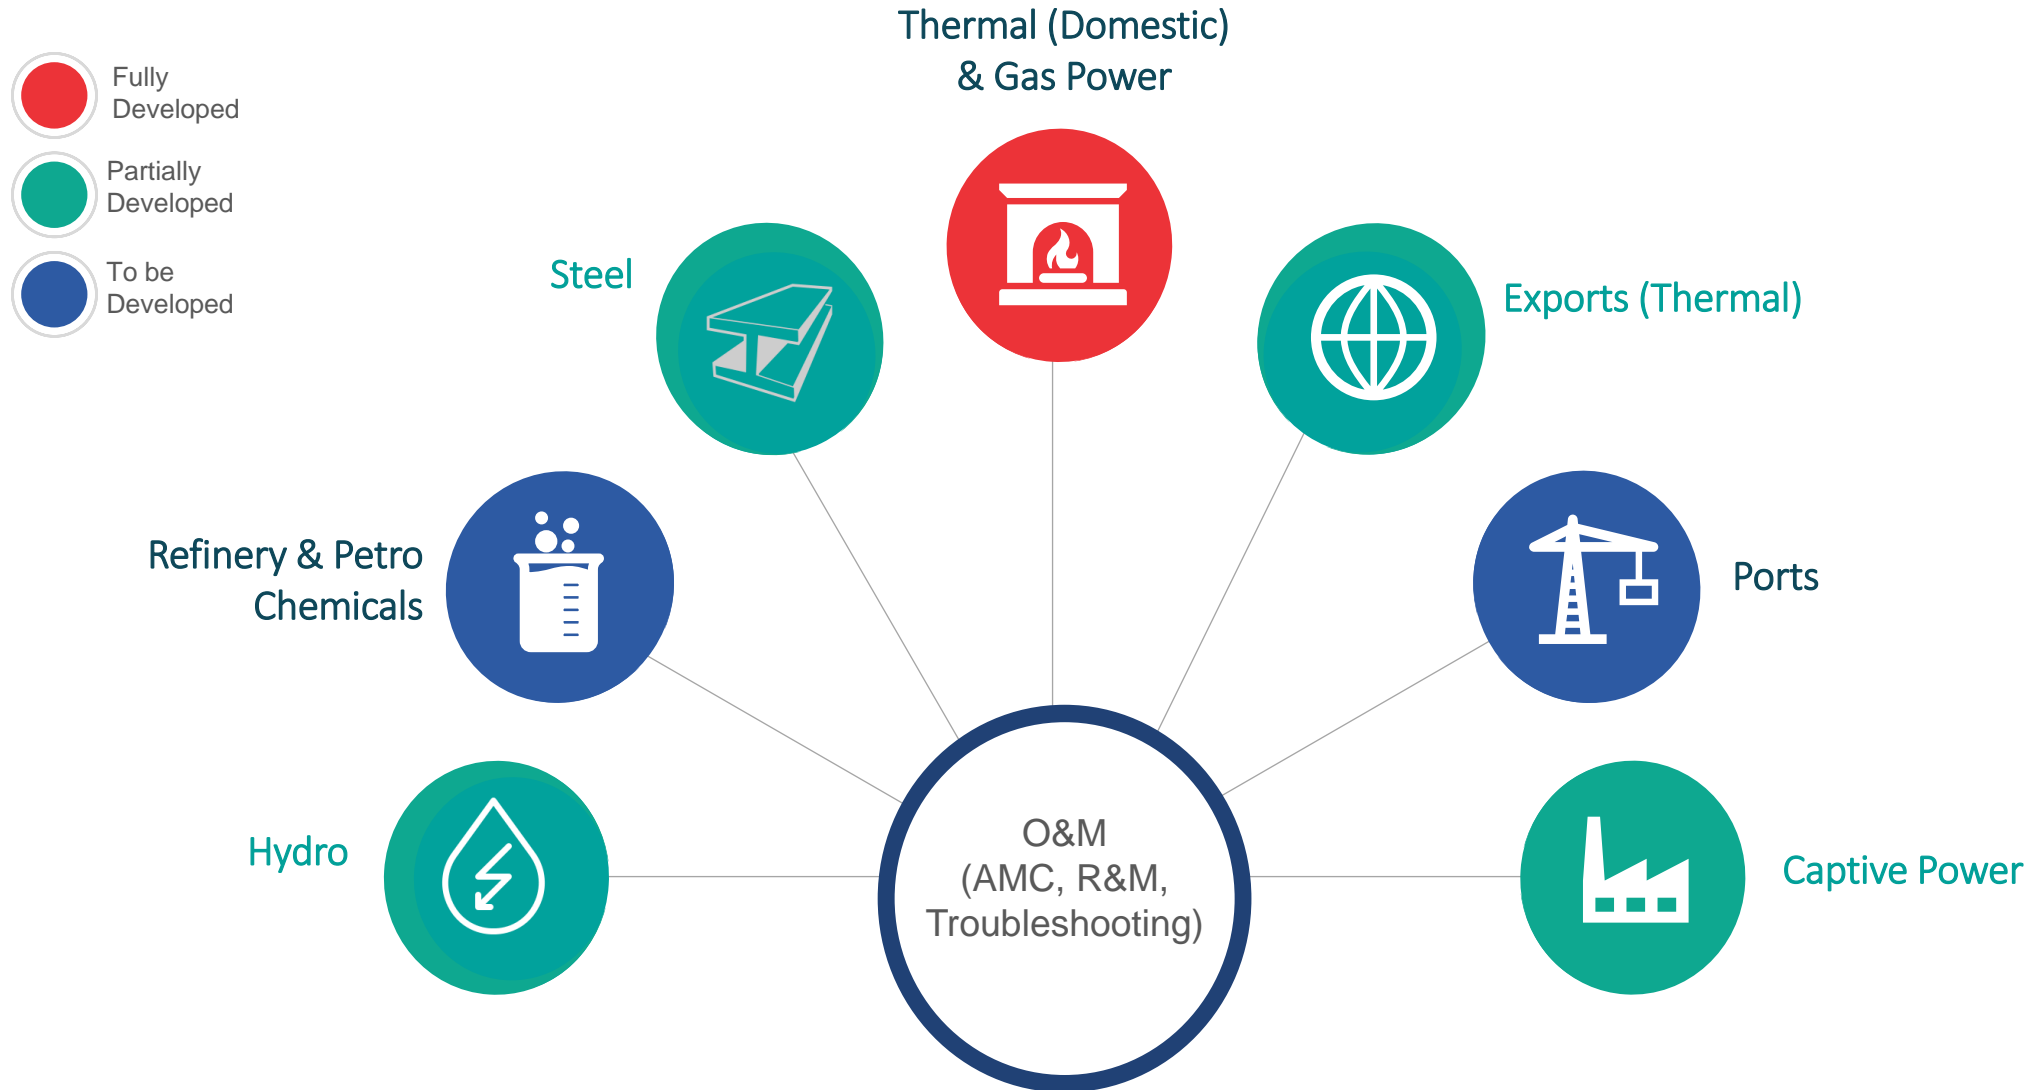 Thermal (Domestic)
& Gas Power
Fully
Developed
Partially
Developed
To be
Developed
Steel
Exports (Thermal)
Refinery & Petro
Chemicals
Ports
Hydro
O&M
(AMC, R&M,
Troubleshooting)
Captive Power